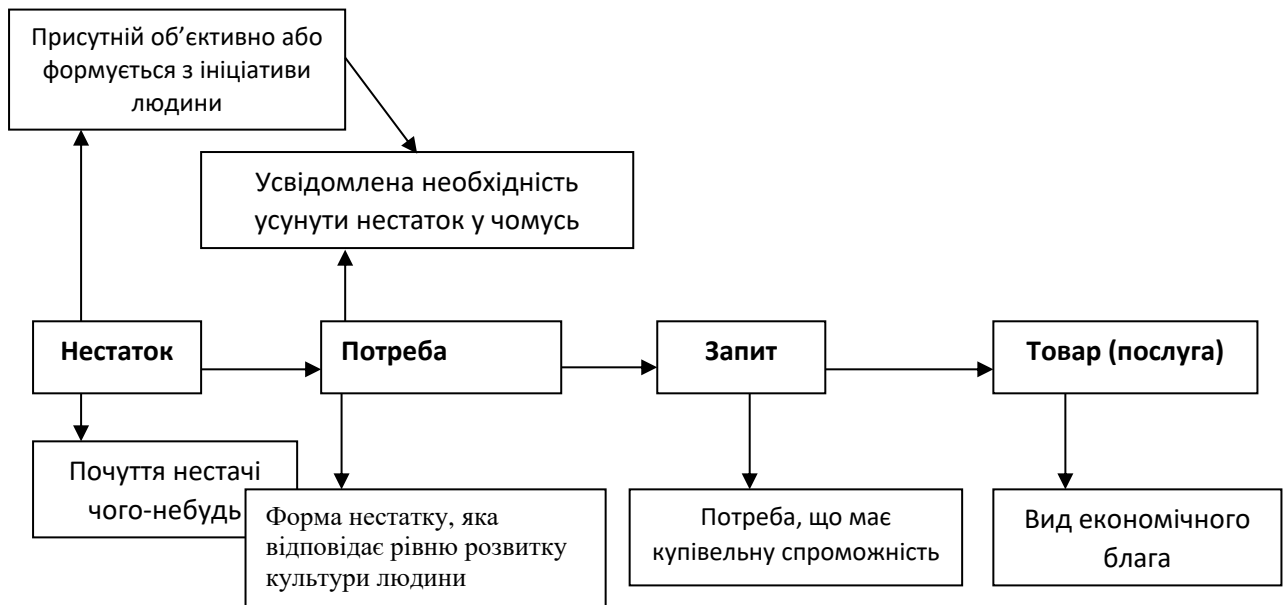 Присутній об’єктивно або
формується з ініціативи
людини
Усвідомлена необхідність
усунути нестаток у чомусь
Нестаток
Потреба
Запит
Товар (послуга)
Почуття нестачі
чого-небудь
Форма нестатку, яка
відповідає рівню розвитку
культури людини
Потреба, що має
купівельну спроможність
Вид економічного
блага